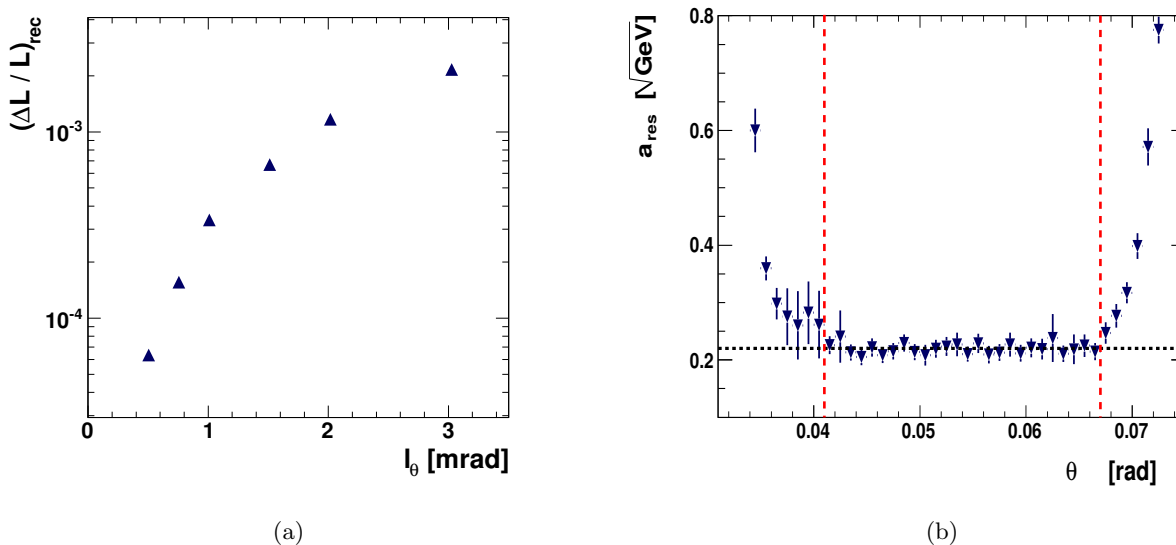 (ΔL / L)rec
10⁻³
10⁻⁴
0 1 2 3
lθ [mrad]
(a)
a_res [√GeV]
0.8
0.6
0.4
0.2
0.04 0.05 0.06 0.07
θ [rad]
(b)